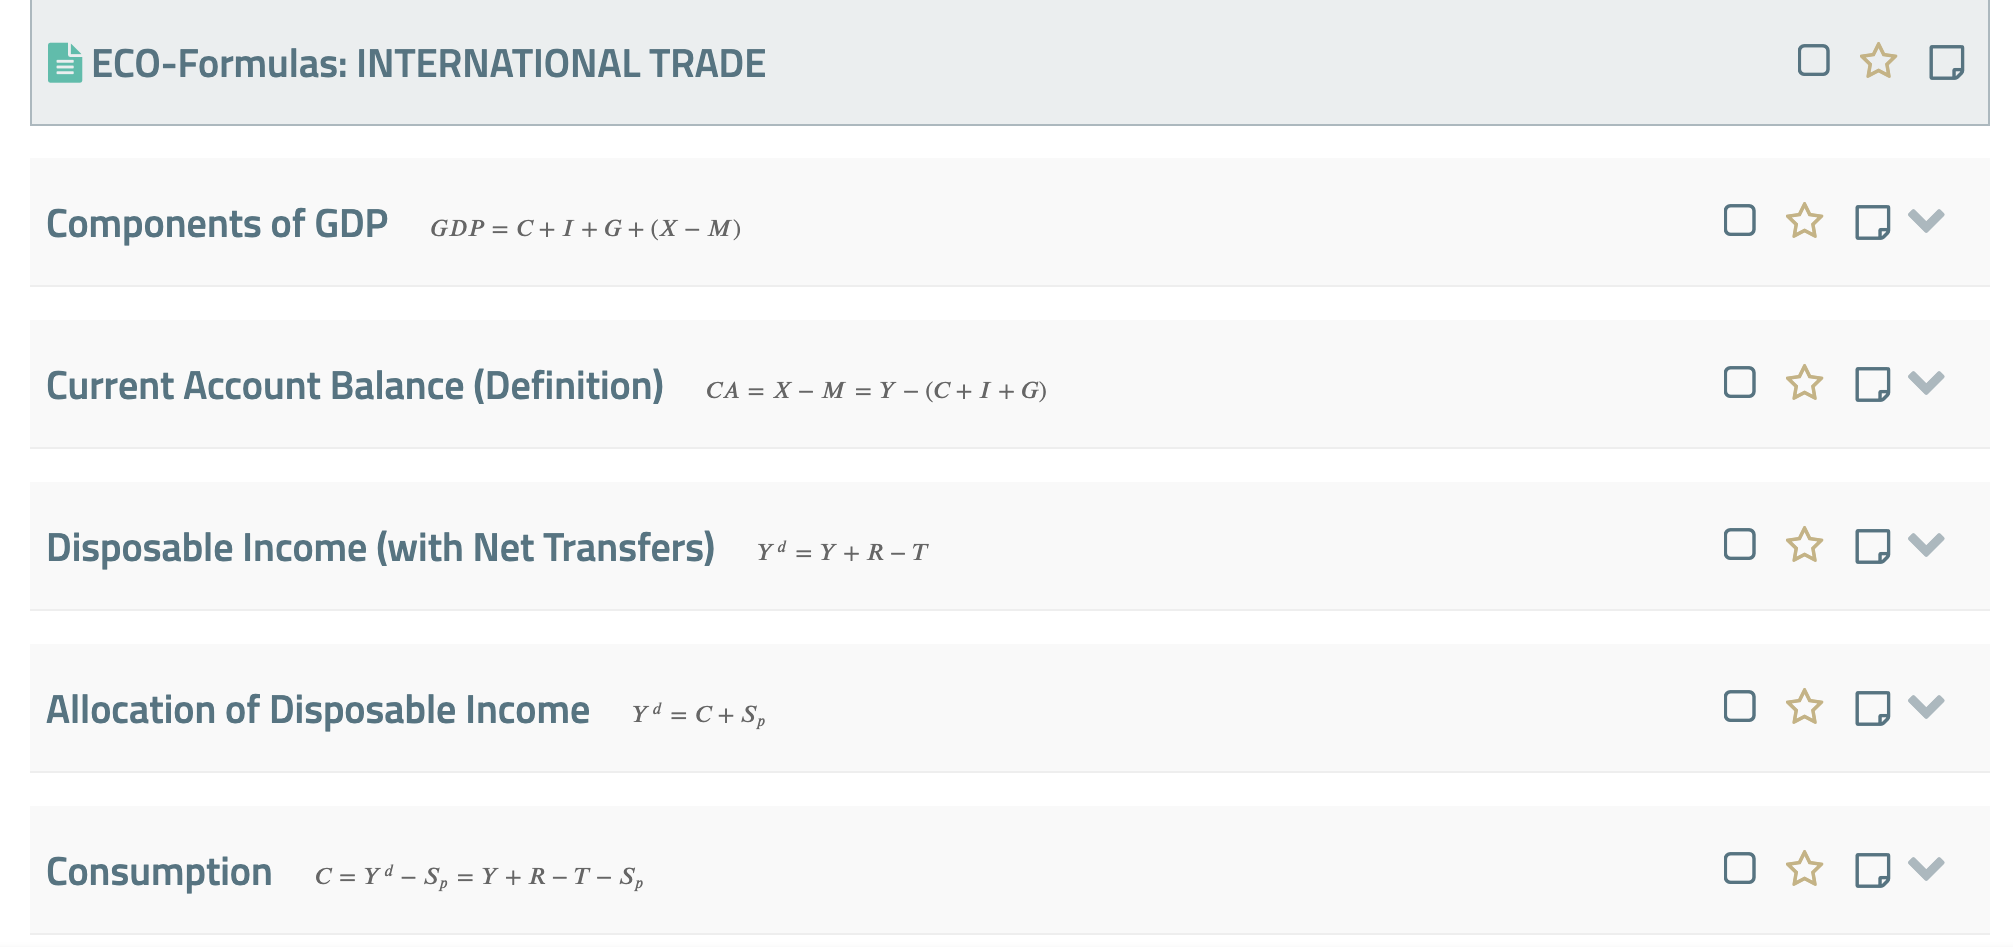 ECO-Formulas: INTERNATIONAL TRADE
Components of GDP GDP = C + I + G + (X − M)
Current Account Balance (Definition) CA = X − M = Y − (C + I + G)
Disposable Income (with Net Transfers) Y^d = Y + R − T
Allocation of Disposable Income Y^d = C + S_p
Consumption C = Y^d − S_p = Y + R − T − S_p